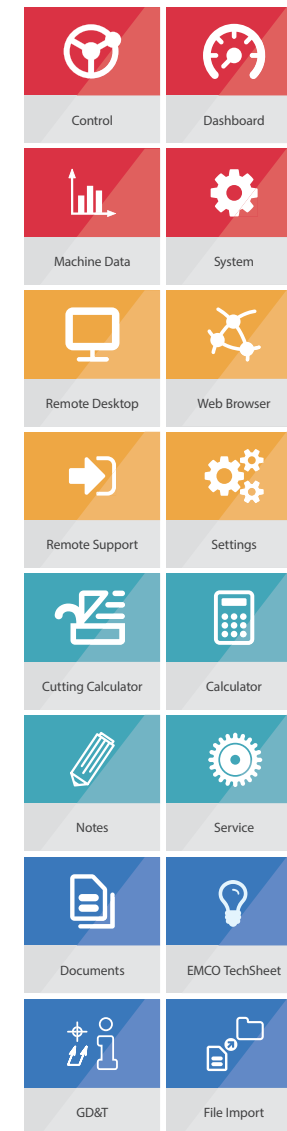 Control
Dashboard
Machine Data
System
Remote Desktop
Web Browser
Remote Support
Settings
Cutting Calculator
Calculator
Notes
Service
Documents
EMCO TechSheet
GD&T
File Import